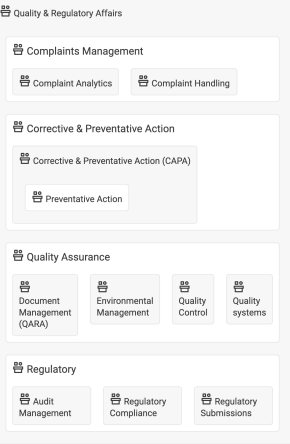 Quality & Regulatory Affairs
Complaints Management
Complaint Analytics
Complaint Handling
Corrective & Preventative Action
Corrective & Preventative Action (CAPA)
Preventative Action
Quality Assurance
Document
Management
(QARA)
Environmental
Management
Quality
Control
Quality
systems
Regulatory
Audit
Management
Regulatory
Compliance
Regulatory
Submissions